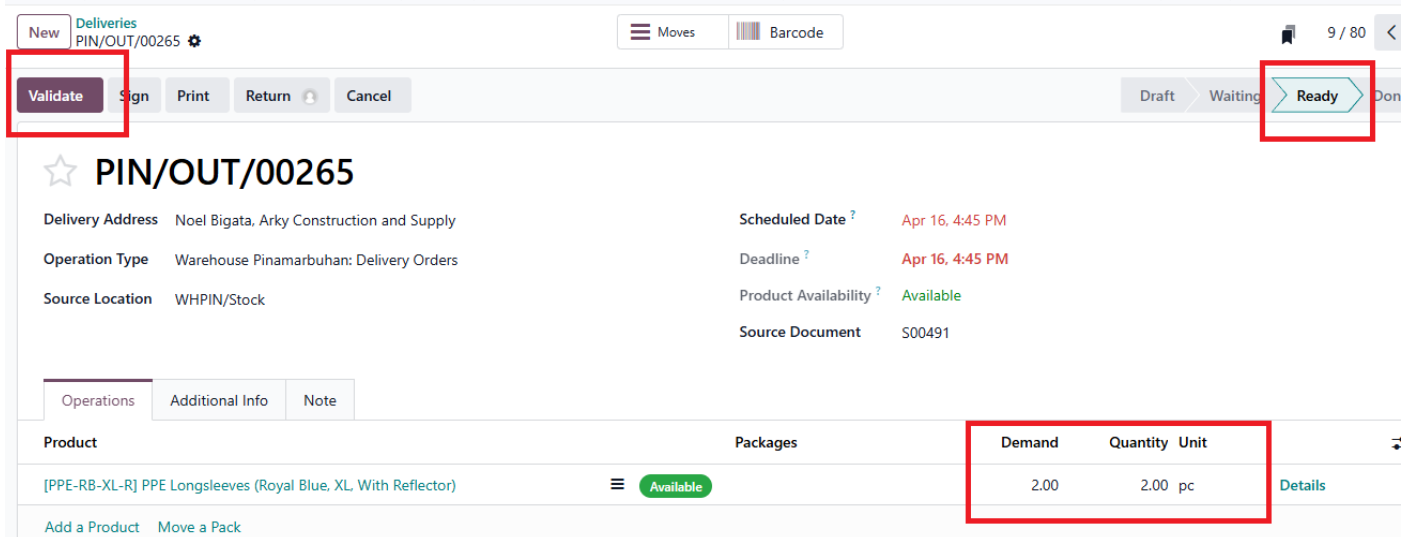 New
Deliveries
PIN/OUT/00265
Moves
Barcode
9 / 80
Validate
Sign
Print
Return
Cancel
Draft
Waiting
Ready
Don
PIN/OUT/00265
Delivery Address Noel Bigata, Arky Construction and Supply
Scheduled Date ? Apr 16, 4:45 PM
Operation Type Warehouse Pinamarbuhan: Delivery Orders
Deadline ? Apr 16, 4:45 PM
Source Location WHPIN/Stock
Product Availability ? Available
Source Document S00491
Operations
Additional Info
Note
Product Packages Demand Quantity Unit
[PPE-RB-XL-R] PPE Longsleeves (Royal Blue, XL, With Reflector) Available 2.00 2.00 pc Details
Add a Product Move a Pack